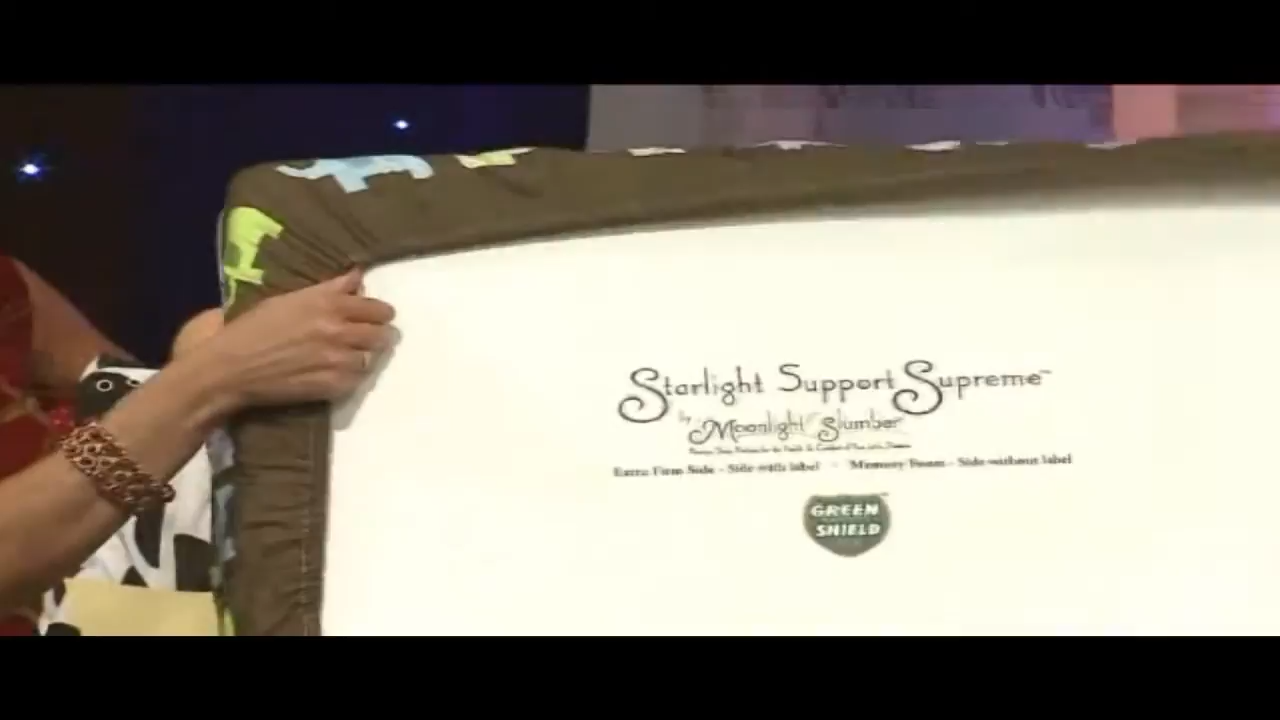 Starlight Support Supreme™
by Moonlight Slumber
Extra Firm Side - Side with label - Memory Foam - Side without label
GREEN
SHIELD